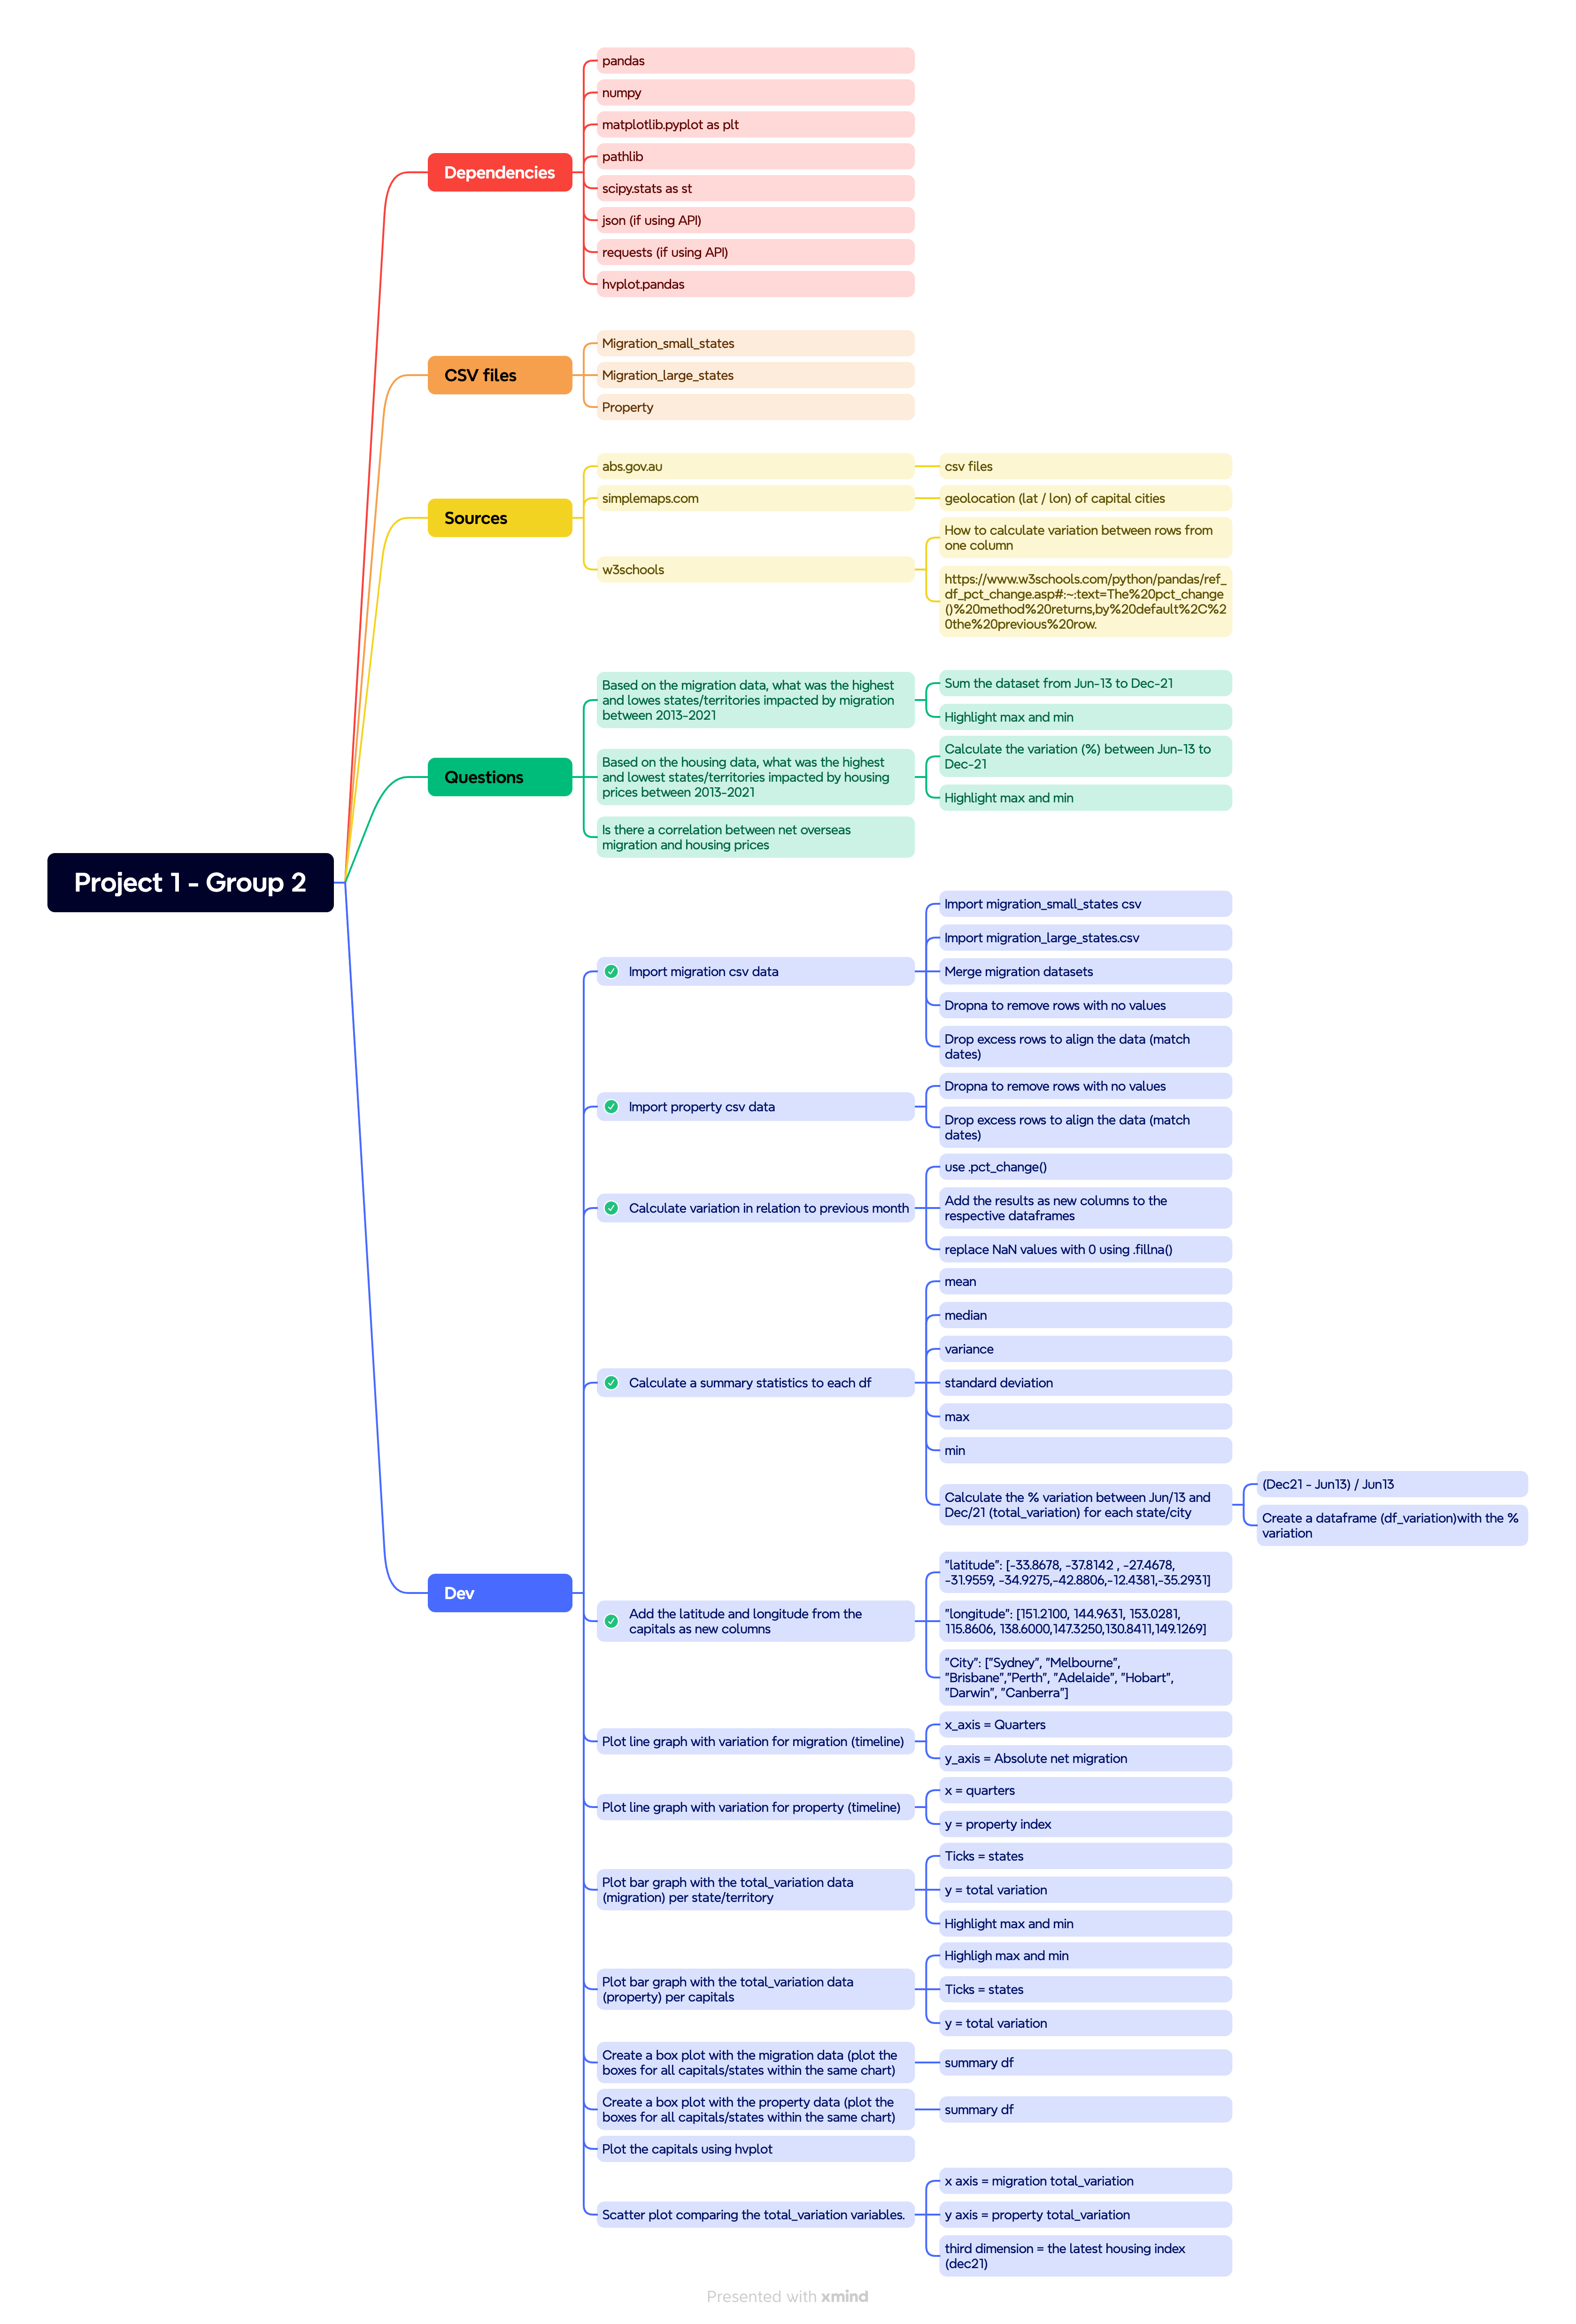 pandas
numpy
matplotlib.pyplot as plt
pathlib
Dependencies
scipy.stats as st
json (if using API)
requests (if using API)
hvplot.pandas
Migration_small_states
CSV files
Migration_large_states
Property
abs.gov.au
csv files
simplemaps.com
geolocation (lat / lon) of capital cities
Sources
w3schools
How to calculate variation between rows from
one column
https://www.w3schools.com/python/pandas/ref_
df_pct_change.asp#:~:text=The%20pct_change
()%20method%20returns,by%20default%2C%2
0the%20previous%20row.
Based on the migration data, what was the highest
and lowes states/territories impacted by migration
between 2013-2021
Sum the dataset from Jun-13 to Dec-21
Highlight max and min
Questions
Based on the housing data, what was the highest
and lowest states/territories impacted by housing
prices between 2013-2021
Calculate the variation (%) between Jun-13 to
Dec-21
Highlight max and min
Is there a correlation between net overseas
migration and housing prices
Project 1 - Group 2
Import migration csv data
Import migration_small_states csv
Import migration_large_states.csv
Merge migration datasets
Dropna to remove rows with no values
Drop excess rows to align the data (match
dates)
Import property csv data
Dropna to remove rows with no values
Drop excess rows to align the data (match
dates)
Calculate variation in relation to previous month
use .pct_change()
Add the results as new columns to the
respective dataframes
replace NaN values with 0 using .fillna()
Calculate a summary statistics to each df
mean
median
variance
standard deviation
max
min
Calculate the % variation between Jun/13 and
Dec/21 (total_variation) for each state/city
(Dec21 - Jun13) / Jun13
Create a dataframe (df_variation)with the %
variation
Dev
Add the latitude and longitude from the
capitals as new columns
"latitude": [-33.8678, -37.8142 , -27.4678,
-31.9559, -34.9275,-42.8806,-12.4381,-35.2931]
"longitude": [151.2100, 144.9631, 153.0281,
115.8606, 138.6000,147.3250,130.8411,149.1269]
"City": ["Sydney", "Melbourne",
"Brisbane","Perth", "Adelaide", "Hobart",
"Darwin", "Canberra"]
Plot line graph with variation for migration (timeline)
x_axis = Quarters
y_axis = Absolute net migration
Plot line graph with variation for property (timeline)
x = quarters
y = property index
Plot bar graph with the total_variation data
(migration) per state/territory
Ticks = states
y = total variation
Highlight max and min
Plot bar graph with the total_variation data
(property) per capitals
Highligh max and min
Ticks = states
y = total variation
Create a box plot with the migration data (plot the
boxes for all capitals/states within the same chart)
summary df
Create a box plot with the property data (plot the
boxes for all capitals/states within the same chart)
summary df
Plot the capitals using hvplot
Scatter plot comparing the total_variation variables.
x axis = migration total_variation
y axis = property total_variation
third dimension = the latest housing index
(dec21)
Presented with xmind